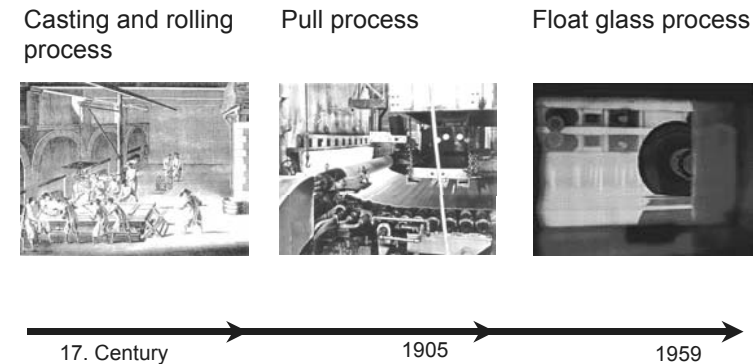 Casting and rolling
process
Pull process
Float glass process
17. Century
1905
1959